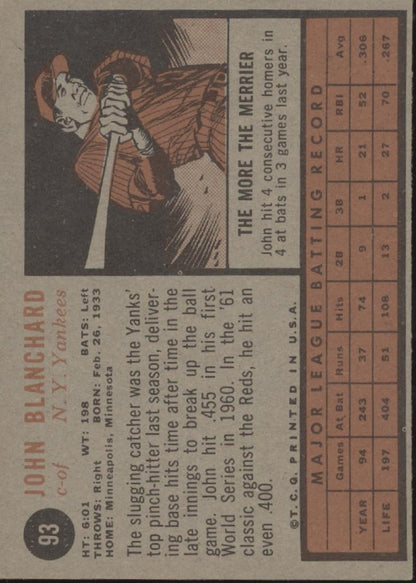 93
JOHN BLANCHARD
c-of N. Y. Yankees
HT: 6:01 WT: 198 BATS: Left
THROWS: Right BORN: Feb. 26, 1933
HOME: Minneapolis, Minnesota
The slugging catcher was the Yanks'
top pinch-hitter last season, deliver-
ing base hits time after time in the
late innings to break up the ball
game. John hit .455 in his first
World Series in 1960. In the '61
classic against the Reds, he hit an
even .400.
THE MORE THE MERRIER
John hit 4 consecutive homers in
4 at bats in 3 games last year.
© T. C. G. PRINTED IN U. S. A.
MAJOR LEAGUE BATTING RECORD
Games At Bat Runs Hits 2B 3B HR RBI Avg
YEAR 94 243 37 74 9 1 21 52 .306
LIFE 197 404 51 108 13 2 27 70 .267